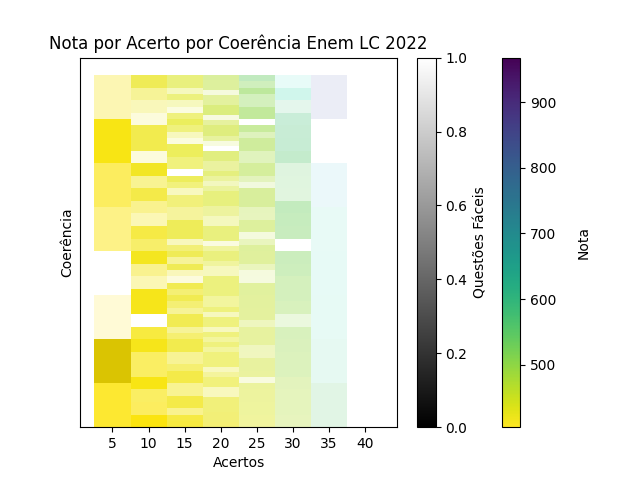 Nota por Acerto por Coerência Enem LC 2022
Coerência
5 10 15 20 25 30 35 40
Acertos
1.0
0.8
0.6
0.4
0.2
0.0
Questões Fáceis
900
800
700
600
500
Nota